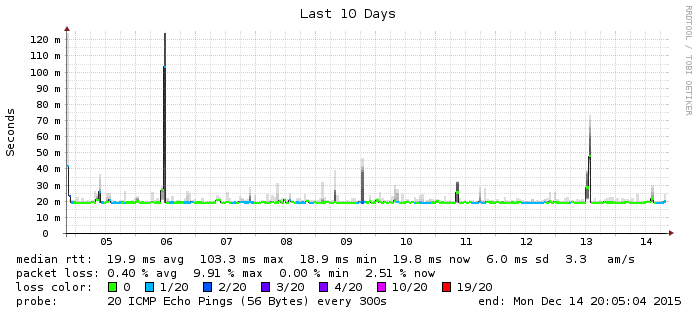 Last 10 Days
RRDTOOL / TOBI OETIKER
Seconds
120 m
110 m
100 m
90 m
80 m
70 m
60 m
50 m
40 m
30 m
20 m
10 m
0
05 06 07 08 09 10 11 12 13 14
median rtt: 19.9 ms avg 103.3 ms max 18.9 ms min 19.8 ms now 6.0 ms sd 3.3 am/s
packet loss: 0.40 % avg 9.91 % max 0.00 % min 2.51 % now
loss color: 0 1/20 2/20 3/20 4/20 10/20 19/20
probe: 20 ICMP Echo Pings (56 Bytes) every 300s end: Mon Dec 14 20:05:04 2015